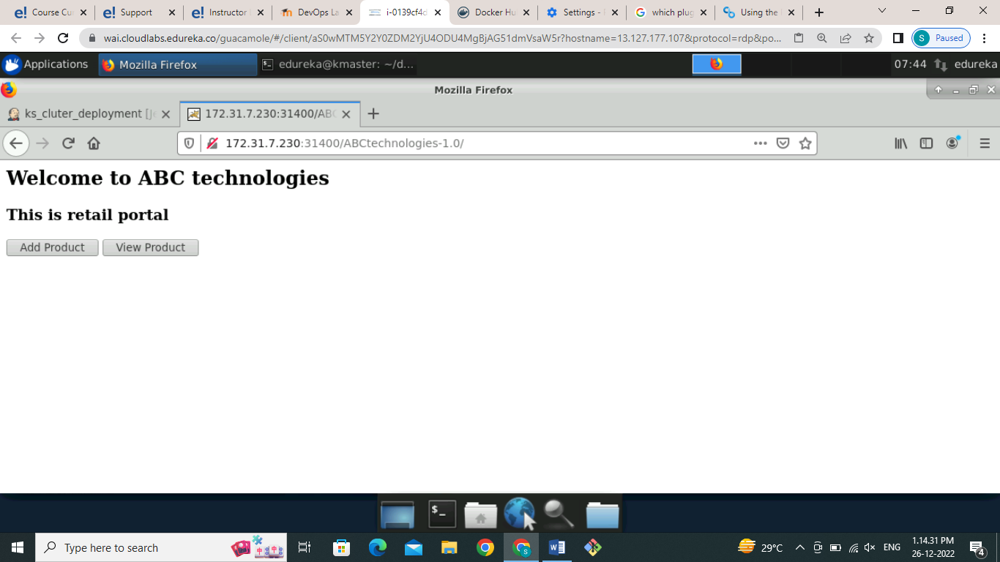 Course Cu
Support
Instructor
DevOps La
i-0139cf4d
Docker Hu
Settings -
which plug
Using the
wai.cloudlabs.edureka.co/guacamole/#/client/aS0wMTM5Y2Y0ZDM2YjU4ODU4MgBjAG51dmVsaW5r?hostname=13.127.177.107&protocol=rdp&po...
S Paused
Applications
Mozilla Firefox
edureka@kmaster: ~/d...
07:44
edureka
Mozilla Firefox
ks_cluter_deployment [Je
172.31.7.230:31400/ABC
172.31.7.230:31400/ABCtechnologies-1.0/
Welcome to ABC technologies
This is retail portal
Add Product
View Product
Type here to search
29°C
ENG
1.14.31 PM
26-12-2022
4